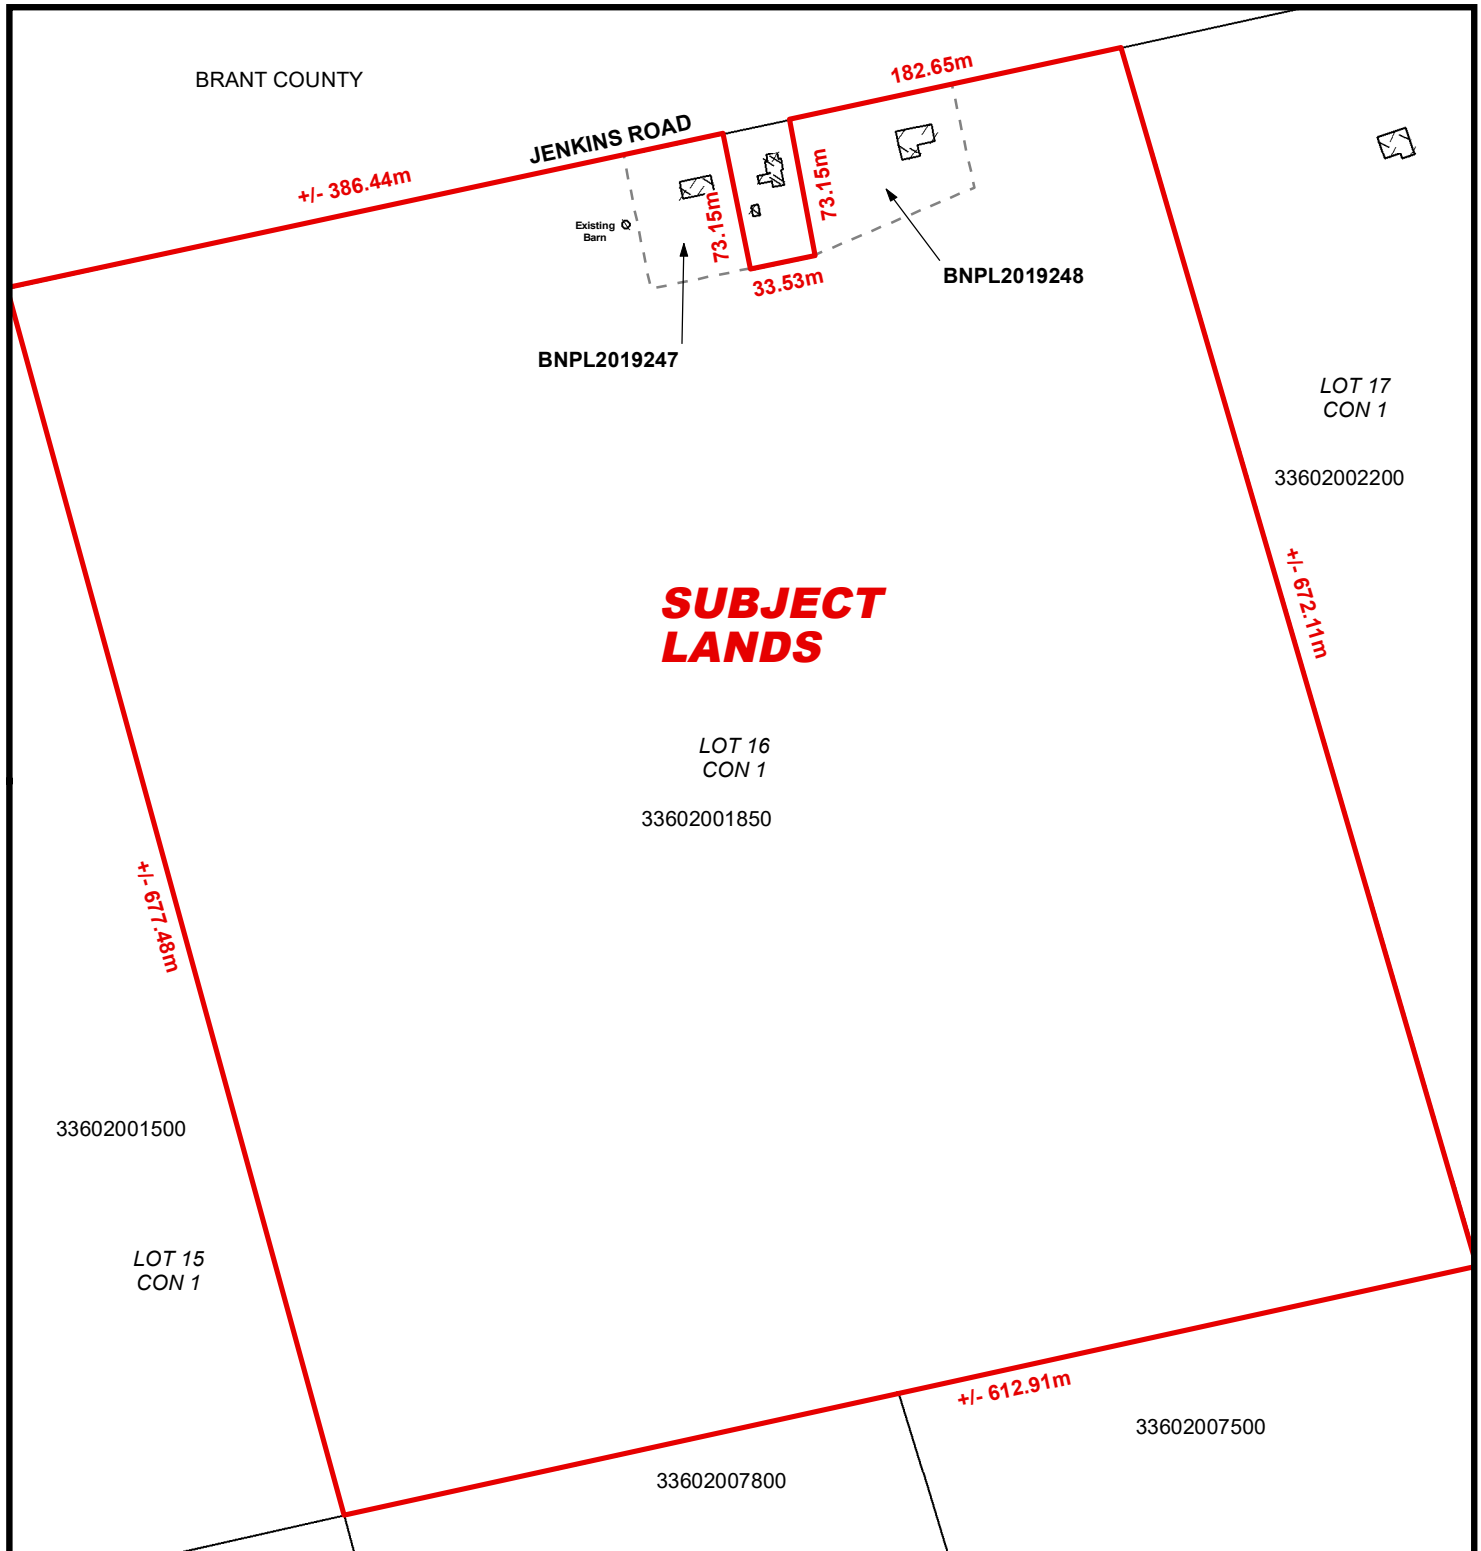 182.65m
BRANT COUNTY
JENKINS ROAD
+/- 386.44m
73.15m
73.15m
Existing
Barn
33.53m
BNPL2019248
BNPL2019247
LOT 17
CON 1
33602002200
+/- 672.11m
SUBJECT
LANDS
LOT 16
CON 1
33602001850
+/- 677.48m
33602001500
LOT 15
CON 1
+/- 612.91m
33602007500
33602007800